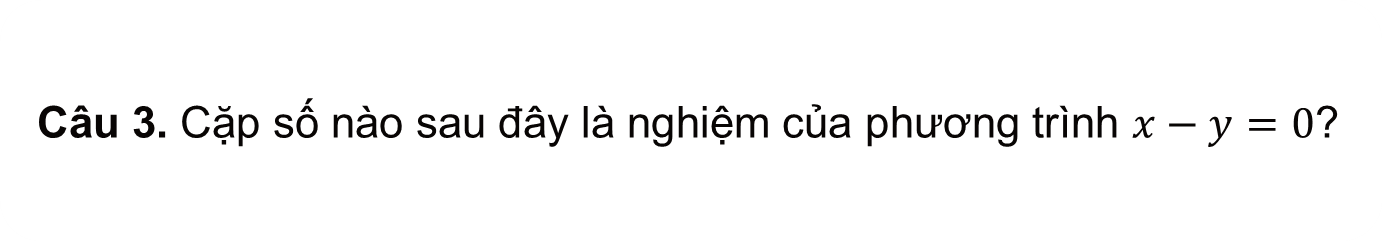 Câu 3. Cặp số nào sau đây là nghiệm của phương trình x − y = 0?